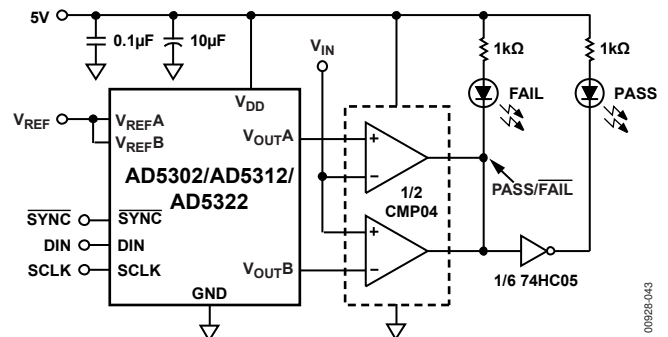 5V
0.1µF
10µF
VIN
1kΩ
1kΩ
FAIL
PASS
VDD
VREF
VREFA
VREFB
VOUTA
AD5302/AD5312/
AD5322
1/2
CMP04
PASS/FAIL
SYNC
SYNC
DIN
DIN
SCLK
SCLK
VOUTB
GND
+
−
+
−
1/6 74HC05
00928-043